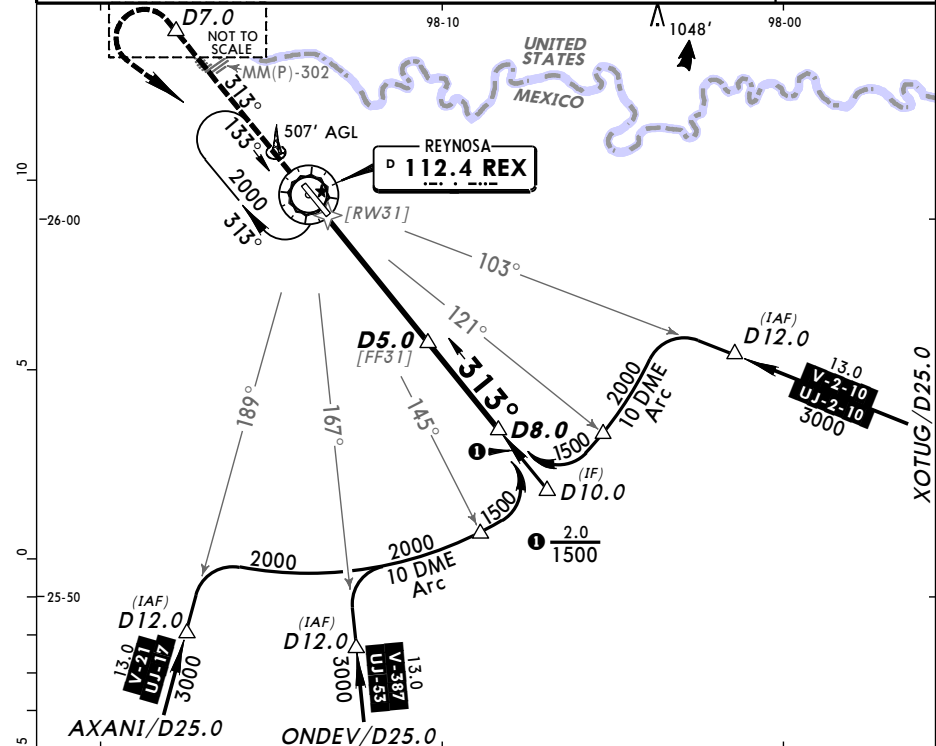 98-10
98-00
D7.0
NOT TO
SCALE
MM(P)-302
1048'
UNITED
STATES
MEXICO
313°
133°
507' AGL
REYNOSA
D 112.4 REX
2000
313°
[RW31]
10
26-00
103°
121°
(IAF)
D12.0
D5.0
[FF31]
313°
13.0
V-2-10
UJ-2-10
3000
XOTUG/D25.0
5
2000
10 DME
Arc
189°
167°
145°
D8.0
1
1500
(IF)
D10.0
1500
1 2.0
1500
0
2000
2000
10 DME
Arc
25-50
(IAF)
D12.0
(IAF)
D12.0
13.0
V-21
UJ-17
3000
3000
UJ-53
V-387
13.0
AXANI/D25.0
ONDEV/D25.0
5